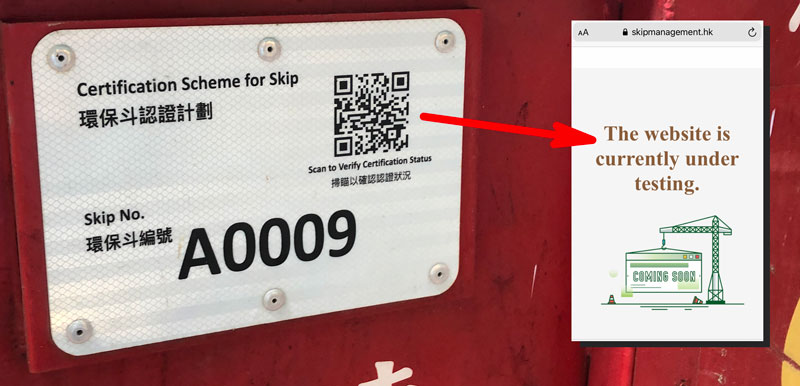 Certification Scheme for Skip
環保斗認證計劃
Scan to Verify Certification Status
掃瞄以確認認證狀況
Skip No.
環保斗編號
A0009
AA
skipmanagement.hk
The website is
currently under
testing.
COMING SOON